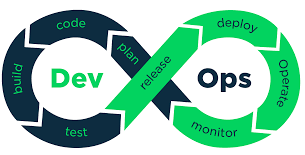 Dev
Ops
plan
code
build
test
release
deploy
Operate
monitor